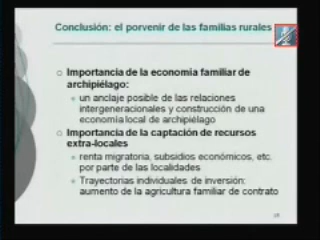 Conclusión: el porvenir de las familias rurales
Importancia de la economía familiar de
archipiélago:
un anclaje posible de las relaciones
intergeneracionales y construcción de una
economía local de archipiélago
Importancia de la captación de recursos
extra-locales
renta migratoria, subsidios económicos, etc.
por parte de las localidades
Trayectorias individuales de inversión:
aumento de la agricultura familiar de contrato